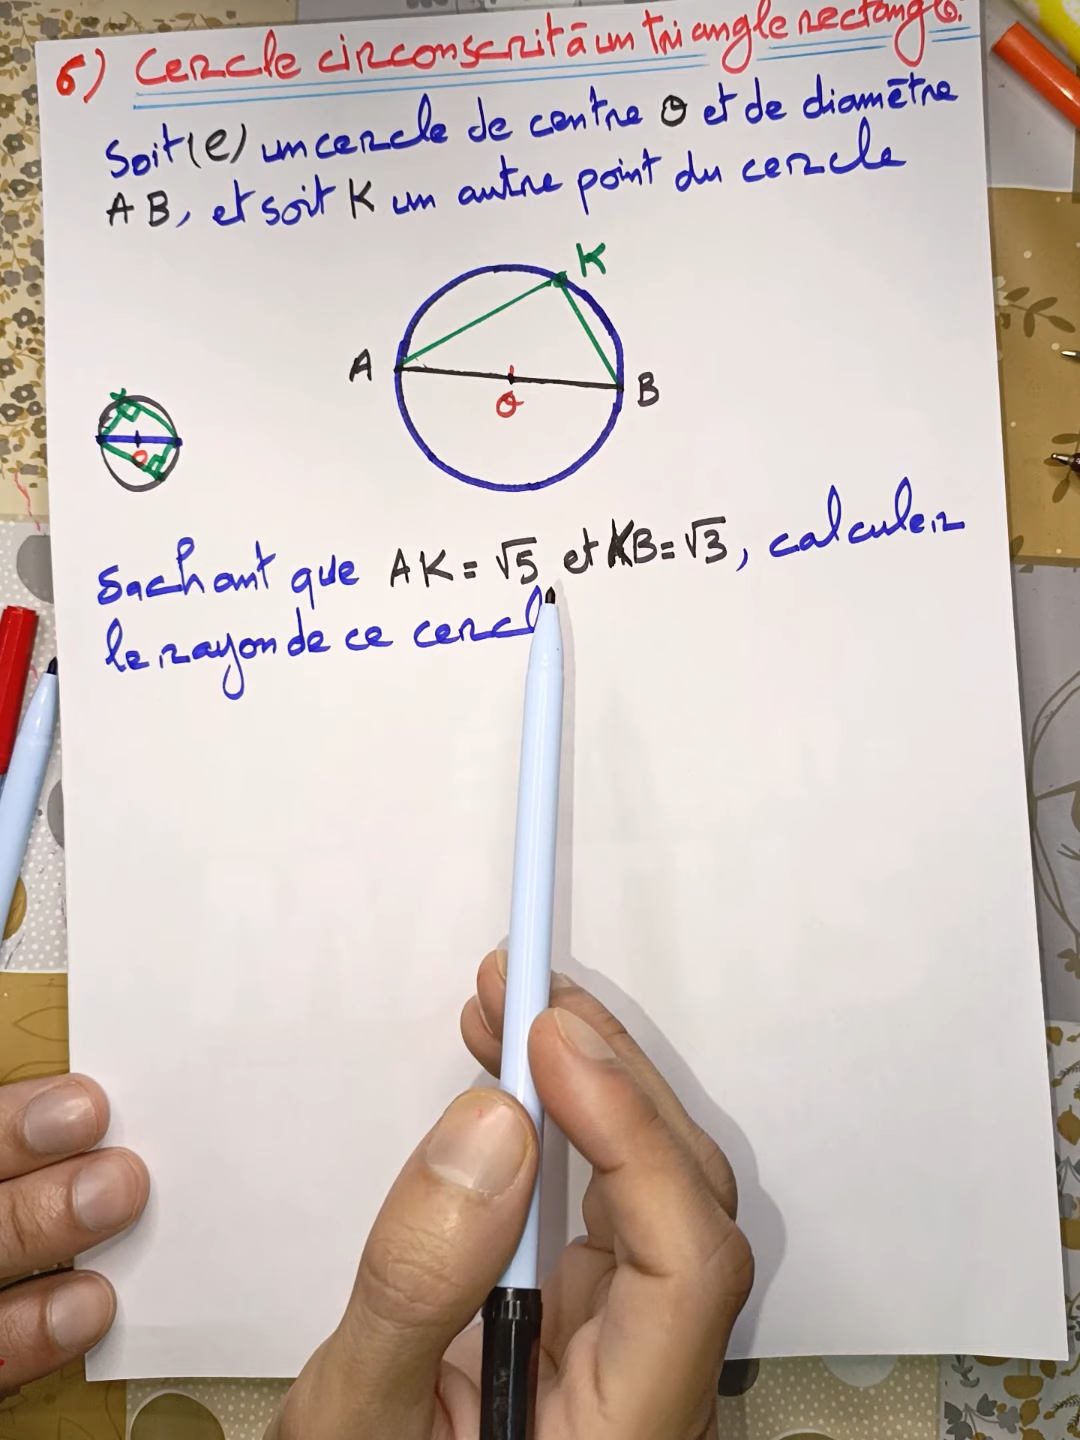 6) Cercle circonscrit à un triangle rectangle.
Soit (C) un cercle de centre O et de diamètre
AB, et soit K un autre point du cercle
K
A
B
O
O
Sachant que AK = √5 et KB = √3, calculer
le rayon de ce